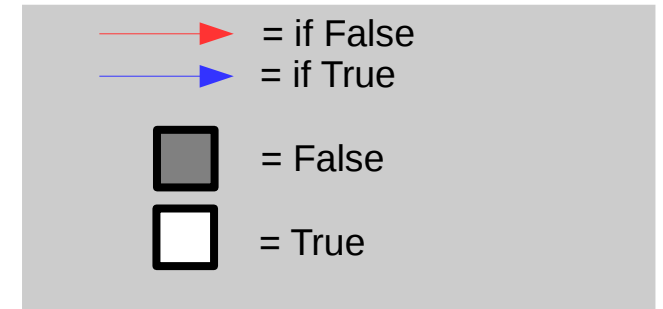 = if False
= if True
= False
= True